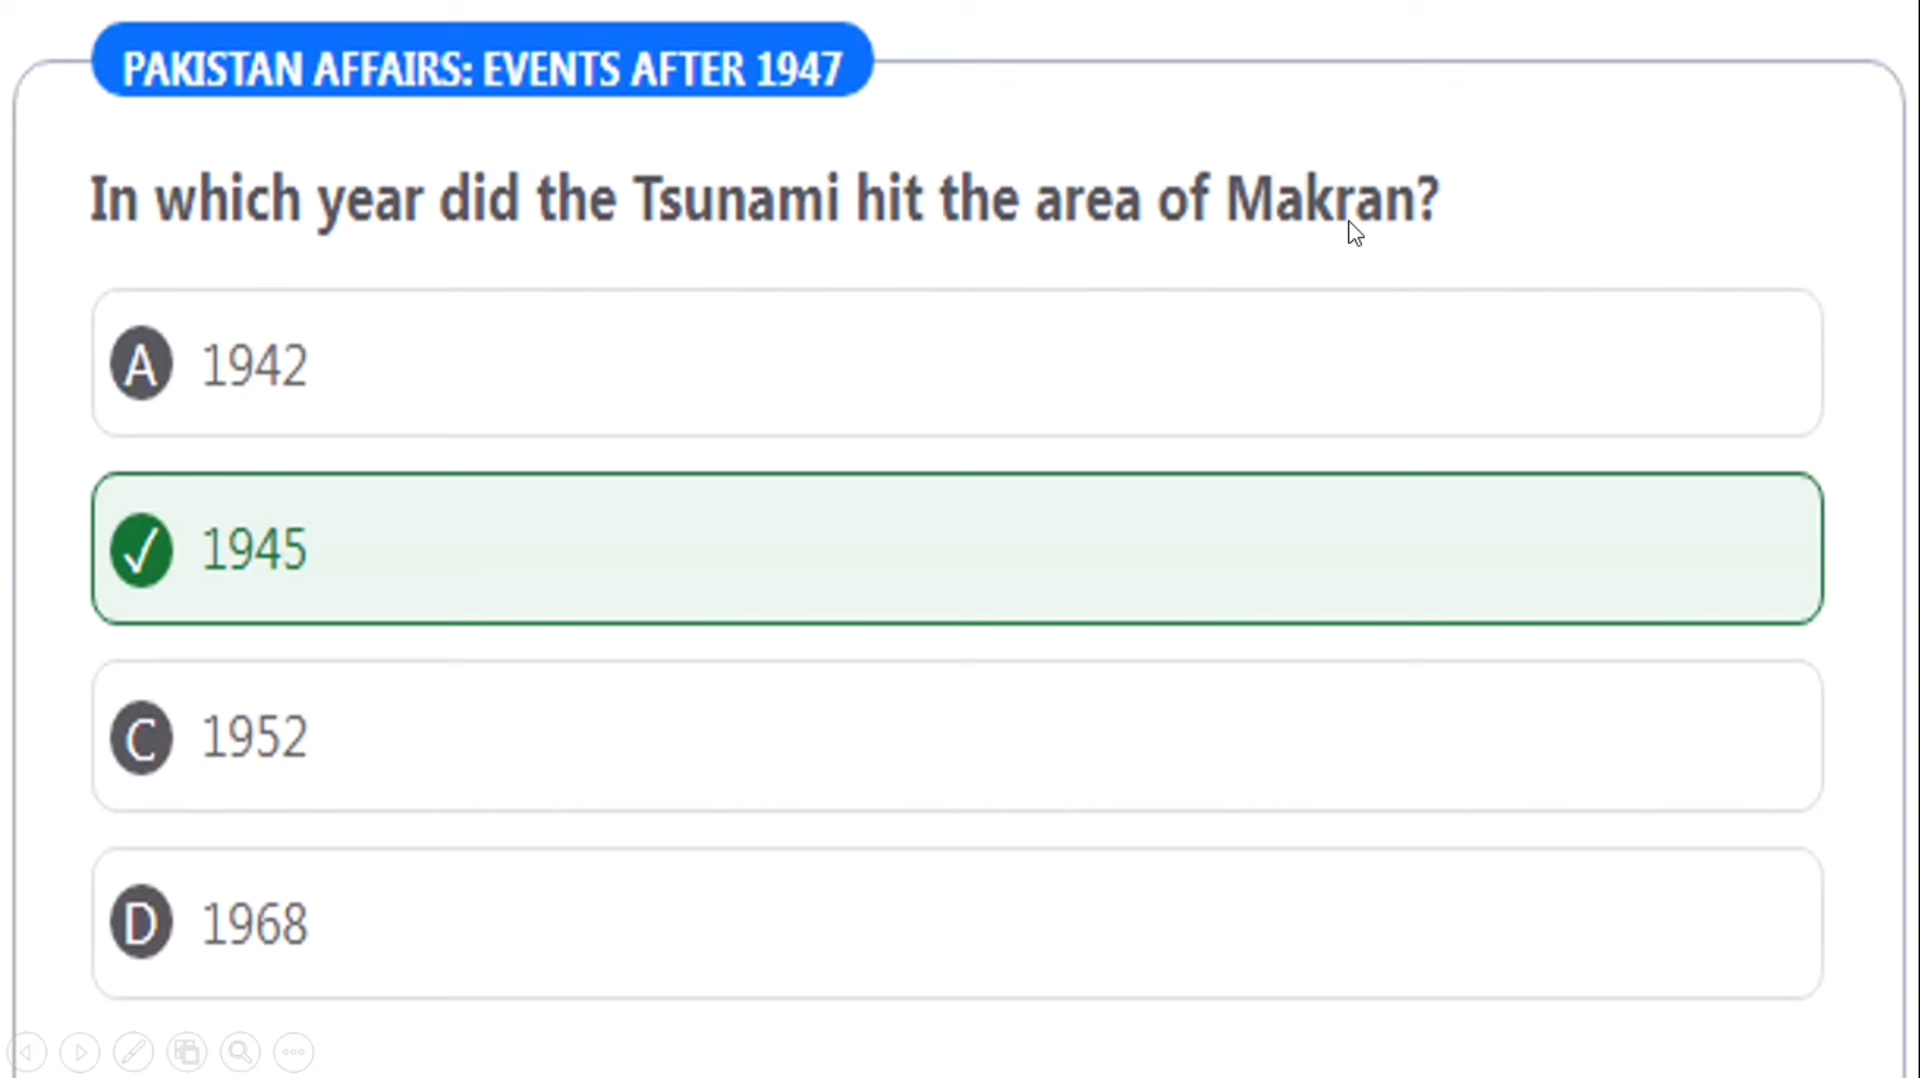 PAKISTAN AFFAIRS: EVENTS AFTER 1947
In which year did the Tsunami hit the area of Makran?
A 1942
✓ 1945
C 1952
D 1968